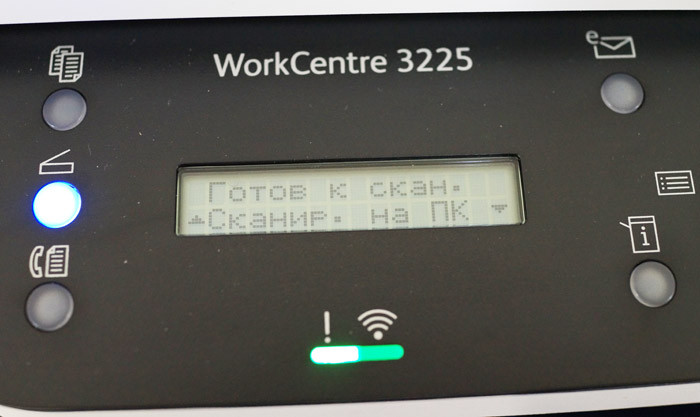 WorkCentre 3225
Готов к скан.
Сканир. на ПК